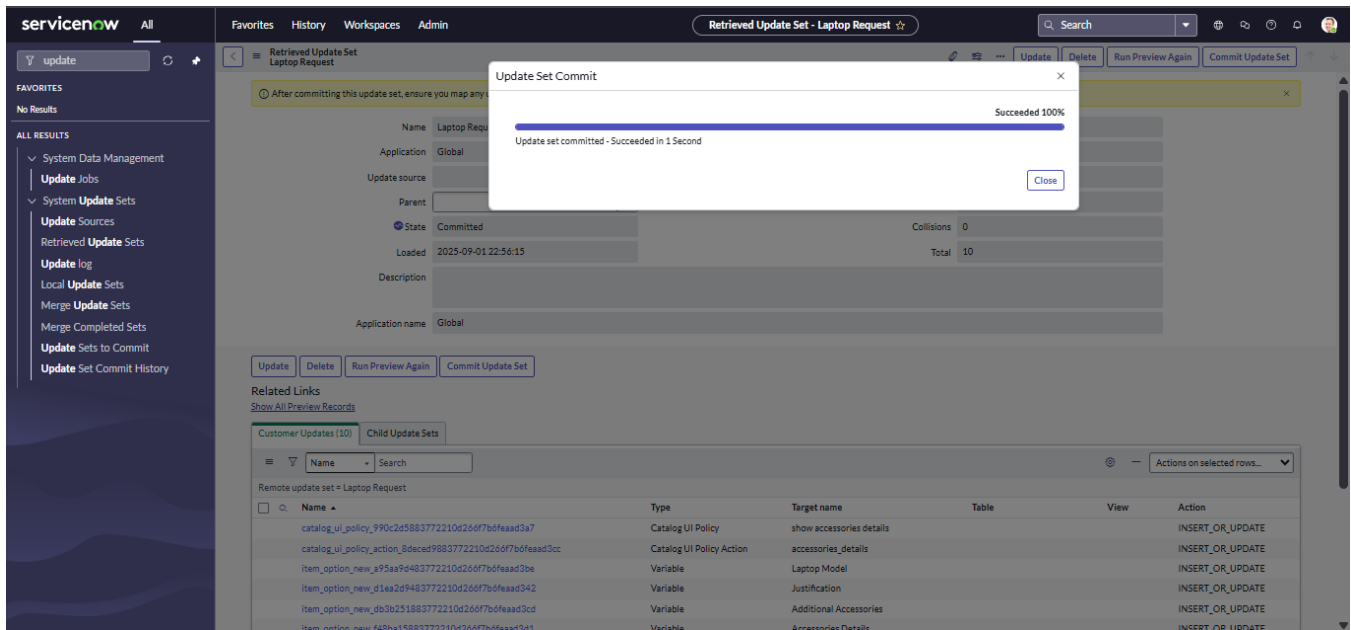 servicenow All Favorites History Workspaces Admin Retrieved Update Set - Laptop Request Search
update
FAVORITES
No Results
ALL RESULTS
System Data Management
Update Jobs
System Update Sets
Update Sources
Retrieved Update Sets
Update log
Local Update Sets
Merge Update Sets
Merge Completed Sets
Update Sets to Commit
Update Set Commit History
Retrieved Update Set
Laptop Request
Update Delete Run Preview Again Commit Update Set
After committing this update set, ensure you map any
Update Set Commit
Succeeded 100%
Update set committed - Succeeded in 1 Second
Close
Name Laptop Requ
Application Global
Update source
Parent
State Committed
Collisions 0
Loaded 2025-09-01 22:56:15
Total 10
Description
Application name Global
Update Delete Run Preview Again Commit Update Set
Related Links
Show All Preview Records
Customer Updates (10) Child Update Sets
Name Search Actions on selected rows...
Remote update set = Laptop Request
Name Type Target name Table View Action
catalog_ui_policy_990c2d5883772210d266f7b6feaad3a7 Catalog UI Policy show accessories details INSERT_OR_UPDATE
catalog_ui_policy_action_8deced9883772210d266f7b6feaad3cc Catalog UI Policy Action accessories_details INSERT_OR_UPDATE
item_option_new_a95aa9d483772210d266f7b6feaad3be Variable Laptop Model INSERT_OR_UPDATE
item_option_new_d1ea2d9483772210d266f7b6feaad342 Variable Justification INSERT_OR_UPDATE
item_option_new_db3b251883772210d266f7b6feaad3cd Variable Additional Accessories INSERT_OR_UPDATE
item_option_new_f48ba15883772210d266f7b6feaad3d1 Variable Accessories Details INSERT_OR_UPDATE